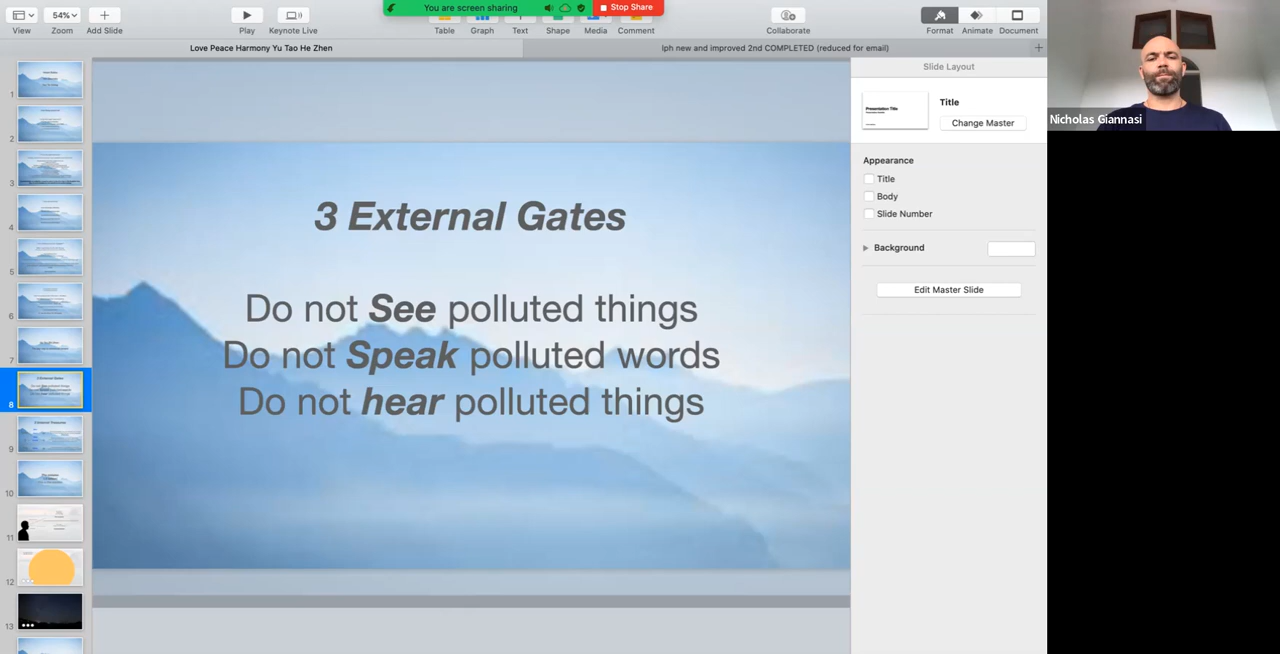 You are screen sharing
Stop Share
54%
View
Zoom
Add Slide
Play
Keynote Live
Table
Graph
Text
Shape
Media
Comment
Collaborate
Format
Animate
Document
Love Peace Harmony Yu Tao He Zhen
lph new and improved 2nd COMPLETED (reduced for email)
Slide Layout
Presentation Title
Title
Change Master
Appearance
Title
Body
Slide Number
Background
Edit Master Slide
Nicholas Giannasi
3 External Gates
Do not See polluted things
Do not Speak polluted words
Do not hear polluted things
1
2
3
4
5
6
7
8
9
10
11
12
13